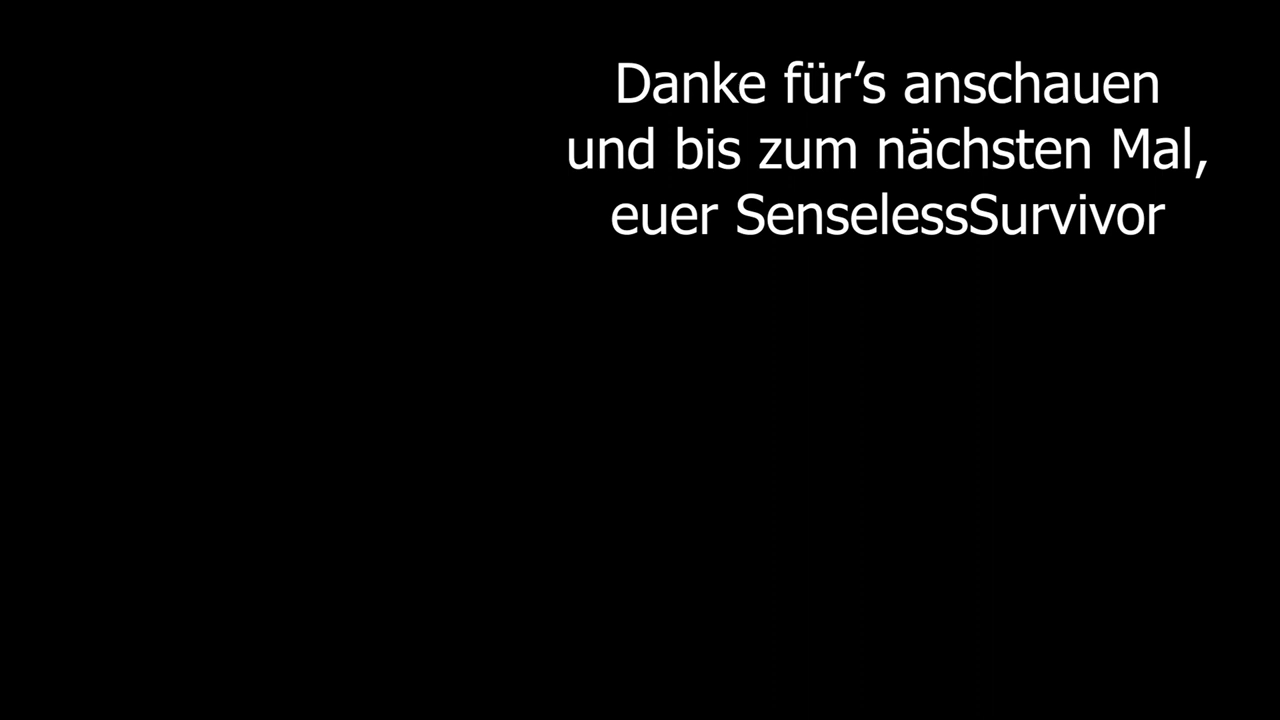 Danke für’s anschauen
und bis zum nächsten Mal,
euer SenselessSurvivor